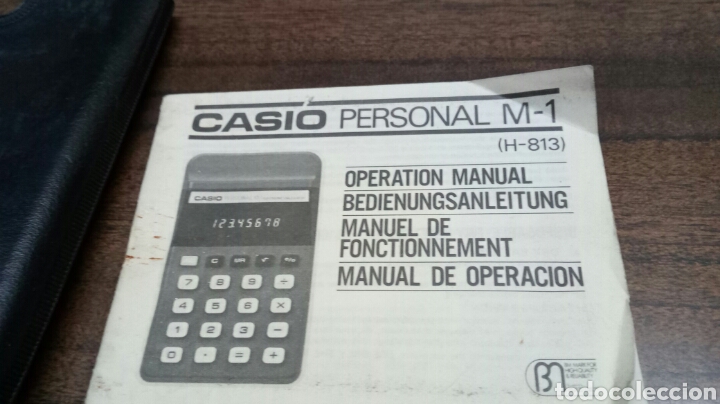 CASIO PERSONAL M-1
(H-813)
OPERATION MANUAL
BEDIENUNGSANLEITUNG
MANUEL DE
FONCTIONNEMENT
MANUAL DE OPERACION
CASIO
12345678
C
7 8 9 ÷
4 5 6 ×
1 2 3 −
0 · = +
todocoleccion